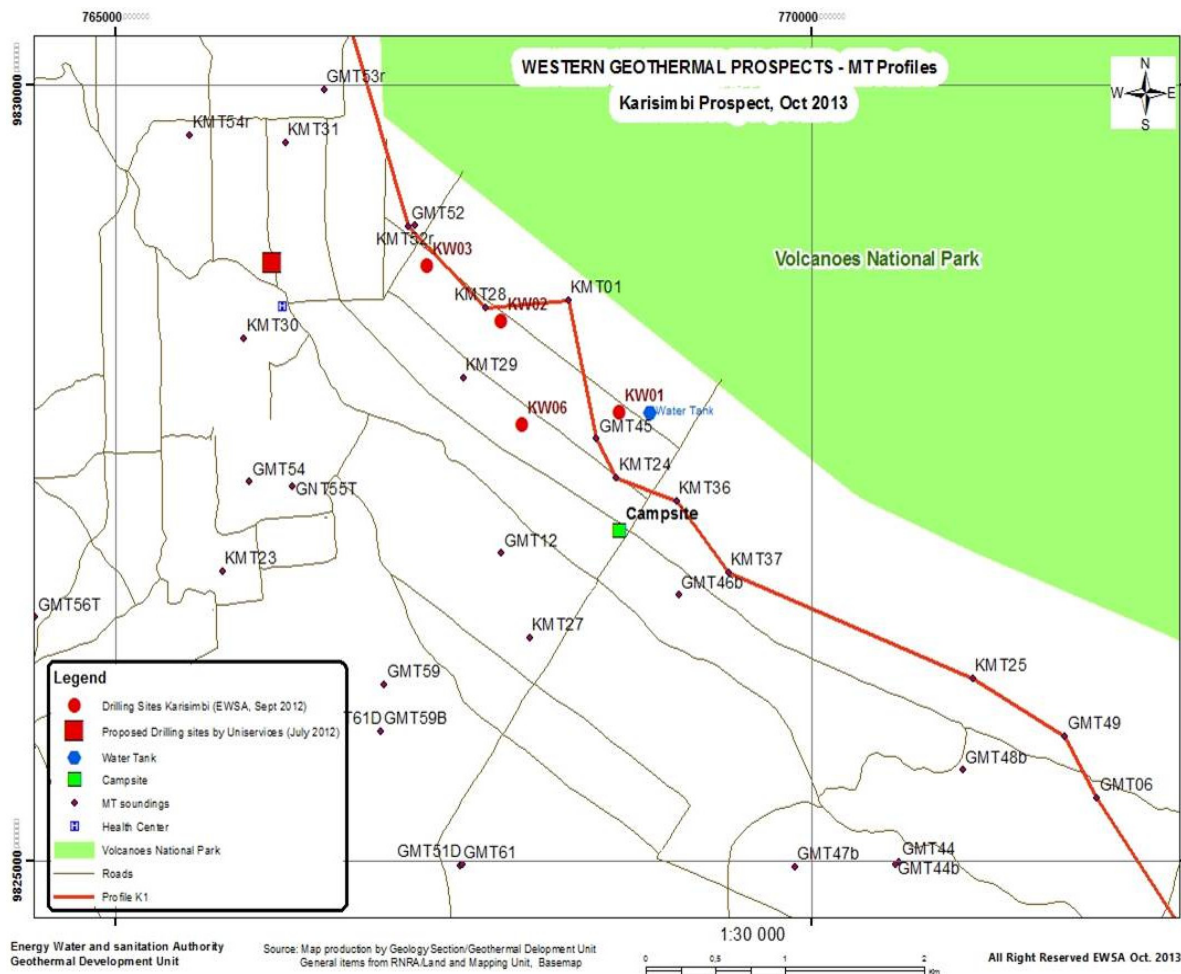 765000
770000
WESTERN GEOTHERMAL PROSPECTS - MT Profiles
Karisimbi Prospect, Oct 2013
N
W E
S
9830000
GMT53r
KMT54r
KMT31
GMT52
KMT52r
KW03
Volcanoes National Park
KMT01
KMT28
KW02
H
KMT30
KMT29
KW01
Water Tank
KW06
GMT45
GMT54
GNT55T
KMT24
KMT36
Campsite
GMT12
KMT23
KMT37
GMT46b
GMT56T
KMT27
KMT25
GMT59
T61D GMT59B
GMT49
GMT48b
GMT06
GMT51D GMT61
GMT47b
GMT44
GMT44b
9825000
Legend
Drilling Sites Karisimbi (EWSA, Sept 2012)
Proposed Drilling sites by Uniservices (July 2012)
Water Tank
Campsite
MT soundings
H Health Center
Volcanoes National Park
Roads
Profile K1
1:30 000
Energy Water and sanitation Authority
Geothermal Development Unit
Source: Map production by Geology Section/Geothermal Delopment Unit
General items from RNRA/Land and Mapping Unit, Basemap
0 0,5 1 2
Km
All Right Reserved EWSA Oct. 2013